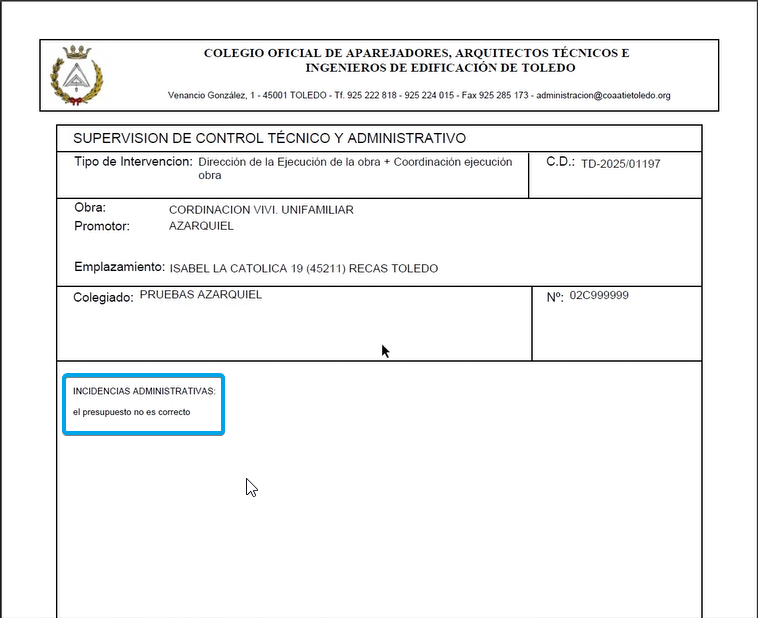 COLEGIO OFICIAL DE APAREJADORES, ARQUITECTOS TÉCNICOS E
INGENIEROS DE EDIFICACIÓN DE TOLEDO
Venancio González, 1 - 45001 TOLEDO - Tf. 925 222 818 - 925 224 015 - Fax 925 285 173 - administracion@coaatietoledo.org
SUPERVISION DE CONTROL TÉCNICO Y ADMINISTRATIVO
Tipo de Intervencion: Dirección de la Ejecución de la obra + Coordinación ejecución
obra
C.D.: TD-2025/01197
Obra: CORDINACION VIVI. UNIFAMILIAR
Promotor: AZARQUIEL
Emplazamiento: ISABEL LA CATOLICA 19 (45211) RECAS TOLEDO
Colegiado: PRUEBAS AZARQUIEL
Nº: 02C999999
INCIDENCIAS ADMINISTRATIVAS:
el presupuesto no es correcto